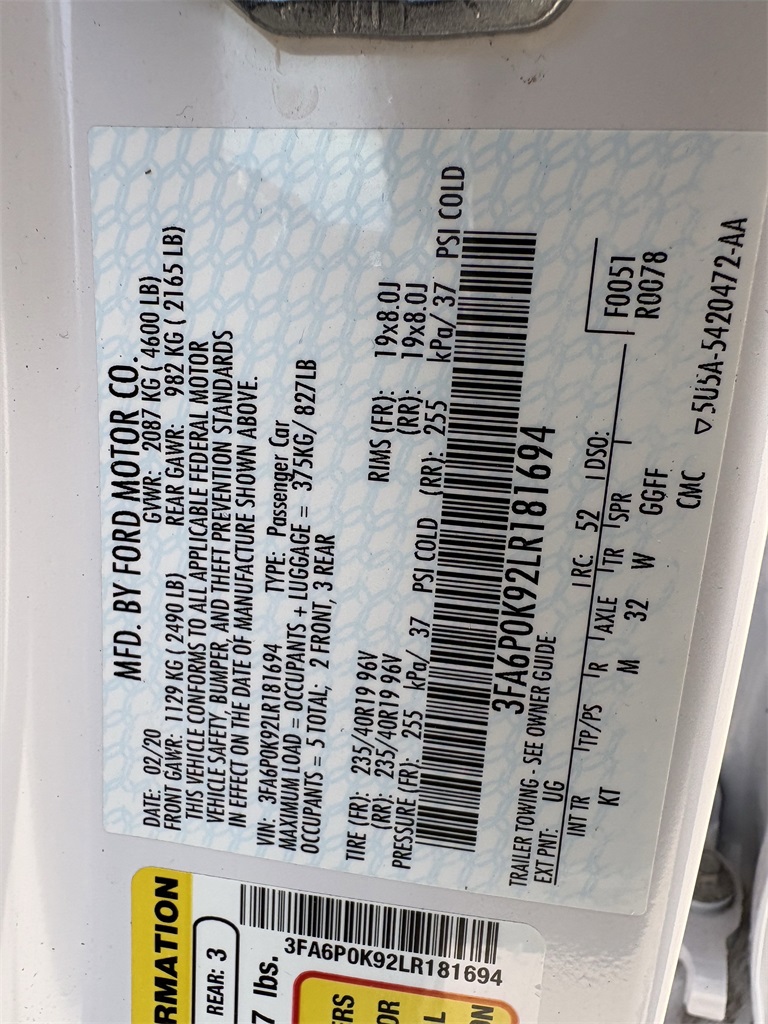 MFD. BY FORD MOTOR CO.
DATE: 02/20 GVWR: 2087 KG ( 4600 LB)
FRONT GAWR: 1129 KG ( 2490 LB) REAR GAWR: 982 KG ( 2165 LB)
THIS VEHICLE CONFORMS TO ALL APPLICABLE FEDERAL MOTOR
VEHICLE SAFETY, BUMPER, AND THEFT PREVENTION STANDARDS
IN EFFECT ON THE DATE OF MANUFACTURE SHOWN ABOVE.
VIN: 3FA6P0K92LR181694 TYPE: Passenger Car
MAXIMUM LOAD = OCCUPANTS + LUGGAGE = 375KG/ 827LB
OCCUPANTS = 5 TOTAL; 2 FRONT, 3 REAR
TIRE (FR): 235/40R19 96V RIMS (FR): 19x8.0J
(RR): 235/40R19 96V (RR): 19x8.0J
PRESSURE (FR): 255 kPa/ 37 PSI COLD (RR): 255 kPa/ 37 PSI COLD
3FA6P0K92LR181694
TRAILER TOWING - SEE OWNER GUIDE
EXT PNT: UG RC: 52 DSO:
INT TR TP/PS R AXLE TR SPR F0051
KT M 32 W GGFF R0078
CMC ▽5U5A-5420472-AA
RMATION
REAR: 3
7 lbs.
3FA6P0K92LR181694
ERS
OR
L
ON